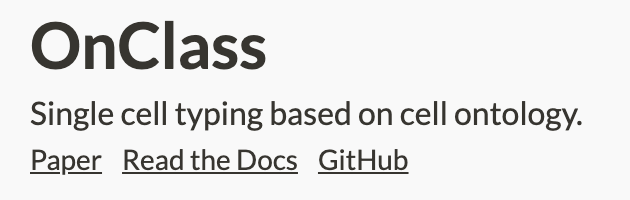 OnClass
Single cell typing based on cell ontology.
Paper Read the Docs GitHub